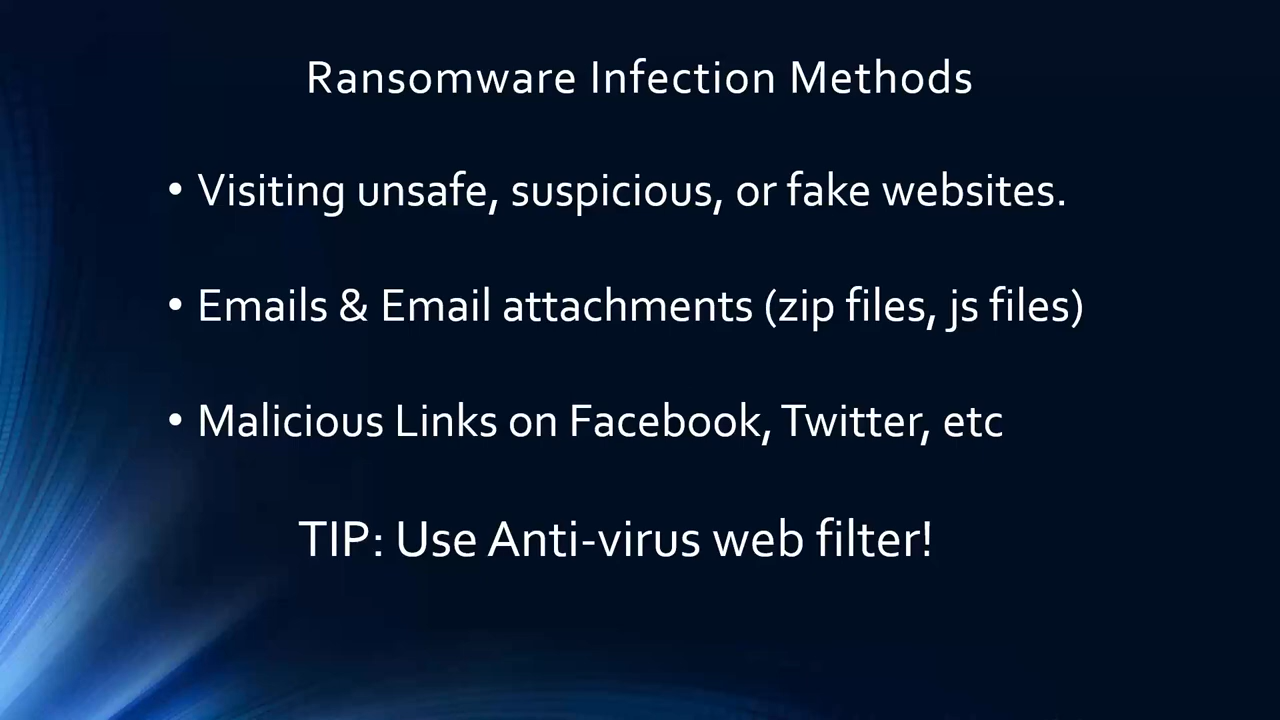 Ransomware Infection Methods
• Visiting unsafe, suspicious, or fake websites.
• Emails & Email attachments (zip files, js files)
• Malicious Links on Facebook, Twitter, etc
TIP: Use Anti-virus web filter!